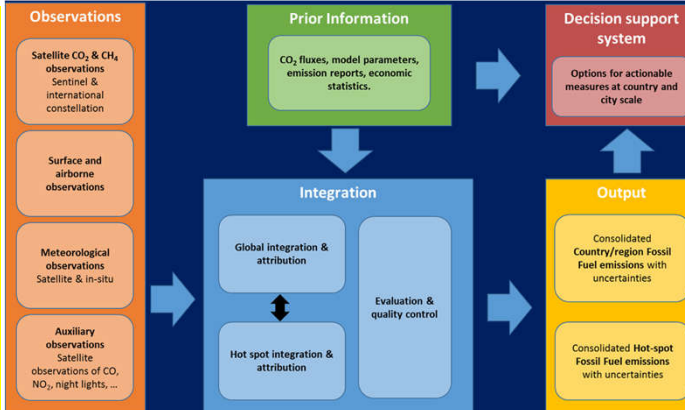 Observations
Satellite CO₂ & CH₄
observations
Sentinel &
international
constellation
Surface and
airborne
observations
Meteorological
observations
Satellite & in-situ
Auxiliary
observations
Satellite
observations of CO,
NO₂, night lights, ...
Prior Information
CO₂ fluxes, model parameters,
emission reports, economic
statistics.
Integration
Global integration &
attribution
Hot spot integration &
attribution
Evaluation &
quality control
Decision support
system
Options for actionable
measures at country and
city scale
Output
Consolidated
Country/region Fossil
Fuel emissions with
uncertainties
Consolidated Hot-spot
Fossil Fuel emissions
with uncertainties